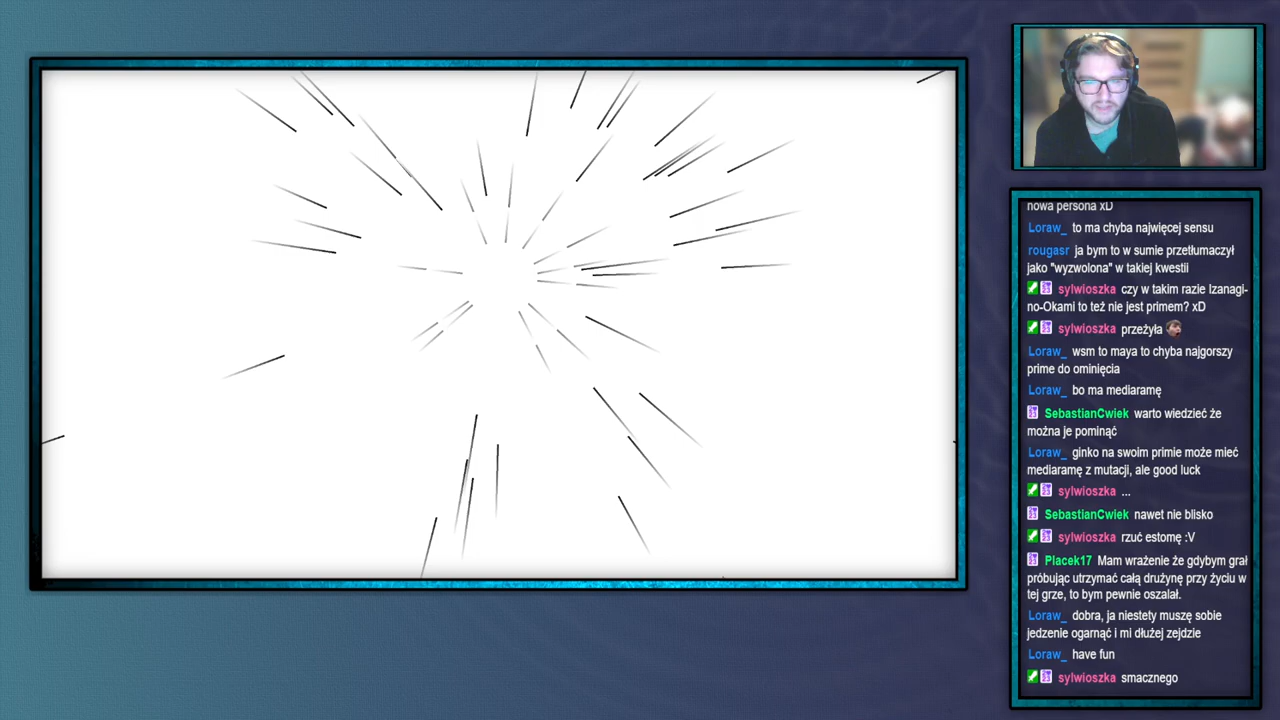 nowa persona xD
Loraw_ to ma chyba najwięcej sensu
rougasr ja bym to w sumie przetłumaczył
jako "wyzwolona" w takiej kwestii
sylwioszka czy w takim razie Izanagi-
no-Okami to też nie jest primem? xD
sylwioszka przeżyła
Loraw_ wsm to maya to chyba najgorszy
prime do ominięcia
Loraw_ bo ma mediaramę
SebastianCwiek warto wiedzieć że
można je pominąć
Loraw_ ginko na swoim primie może mieć
mediaramę z mutacji, ale good luck
sylwioszka ...
SebastianCwiek nawet nie blisko
sylwioszka rzuć estomę :V
Placek17 Mam wrażenie że gdybym grał
próbując utrzymać całą drużynę przy życiu w
tej grze, to bym pewnie oszalał.
Loraw_ dobra, ja niestety muszę sobie
jedzenie ogarnąć i mi dłużej zejdzie
Loraw_ have fun
sylwioszka smacznego